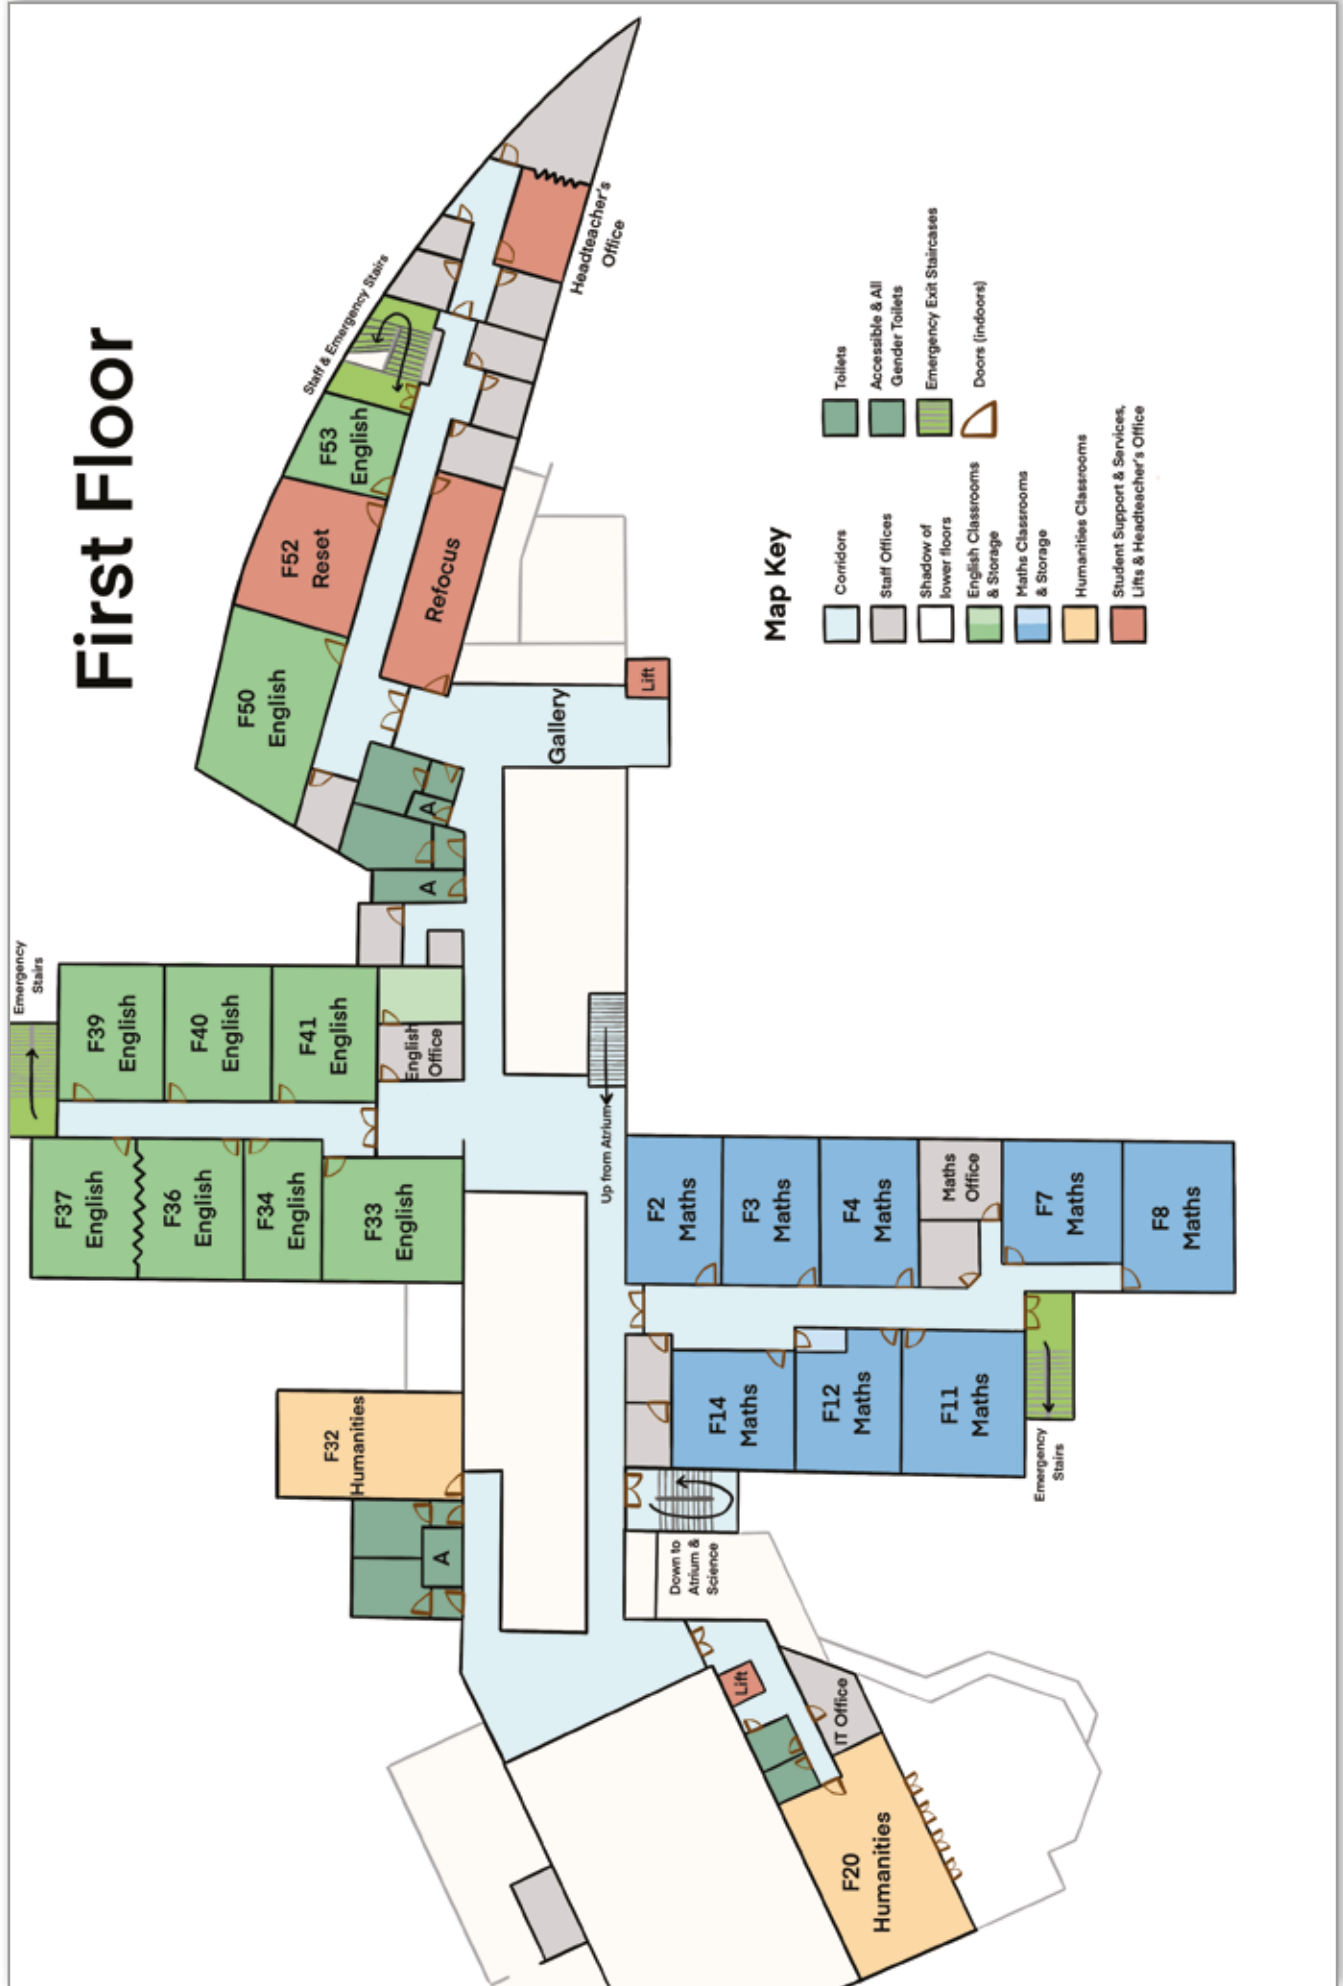 First Floor
Staff & Emergency Stairs
Headteacher's
Office
F53
English
F52
Reset
Refocus
F50
English
Gallery
Lift
A
A
Emergency
Stairs
F39
English
F40
English
F41
English
English
Office
F37
English
F36
English
F34
English
F33
English
Up from Atrium
F2
Maths
F3
Maths
F4
Maths
Maths
Office
F7
Maths
F8
Maths
F14
Maths
F12
Maths
F11
Maths
Emergency
Stairs
F32
Humanities
A
Down to
Atrium &
Science
Lift
IT Office
F20
Humanities
Map Key
Corridors
Staff Offices
Shadow of
lower floors
English Classrooms
& Storage
Maths Classrooms
& Storage
Humanities Classrooms
Student Support & Services,
Lifts & Headteacher's Office
Toilets
Accessible & All
Gender Toilets
Emergency Exit Staircases
Doors (indoors)